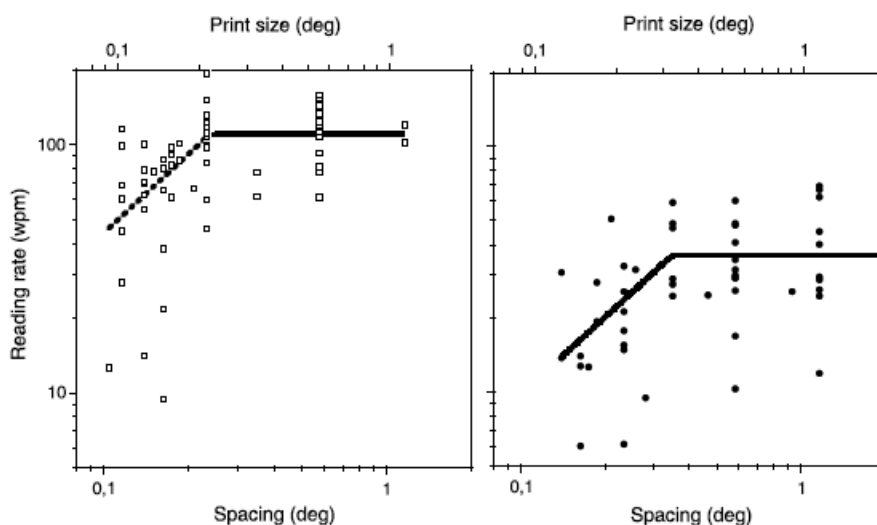 Print size (deg)
0,1 1
Reading rate (wpm)
100
10
0,1 1
Spacing (deg)
Print size (deg)
0,1 1
0,1 1
Spacing (deg)